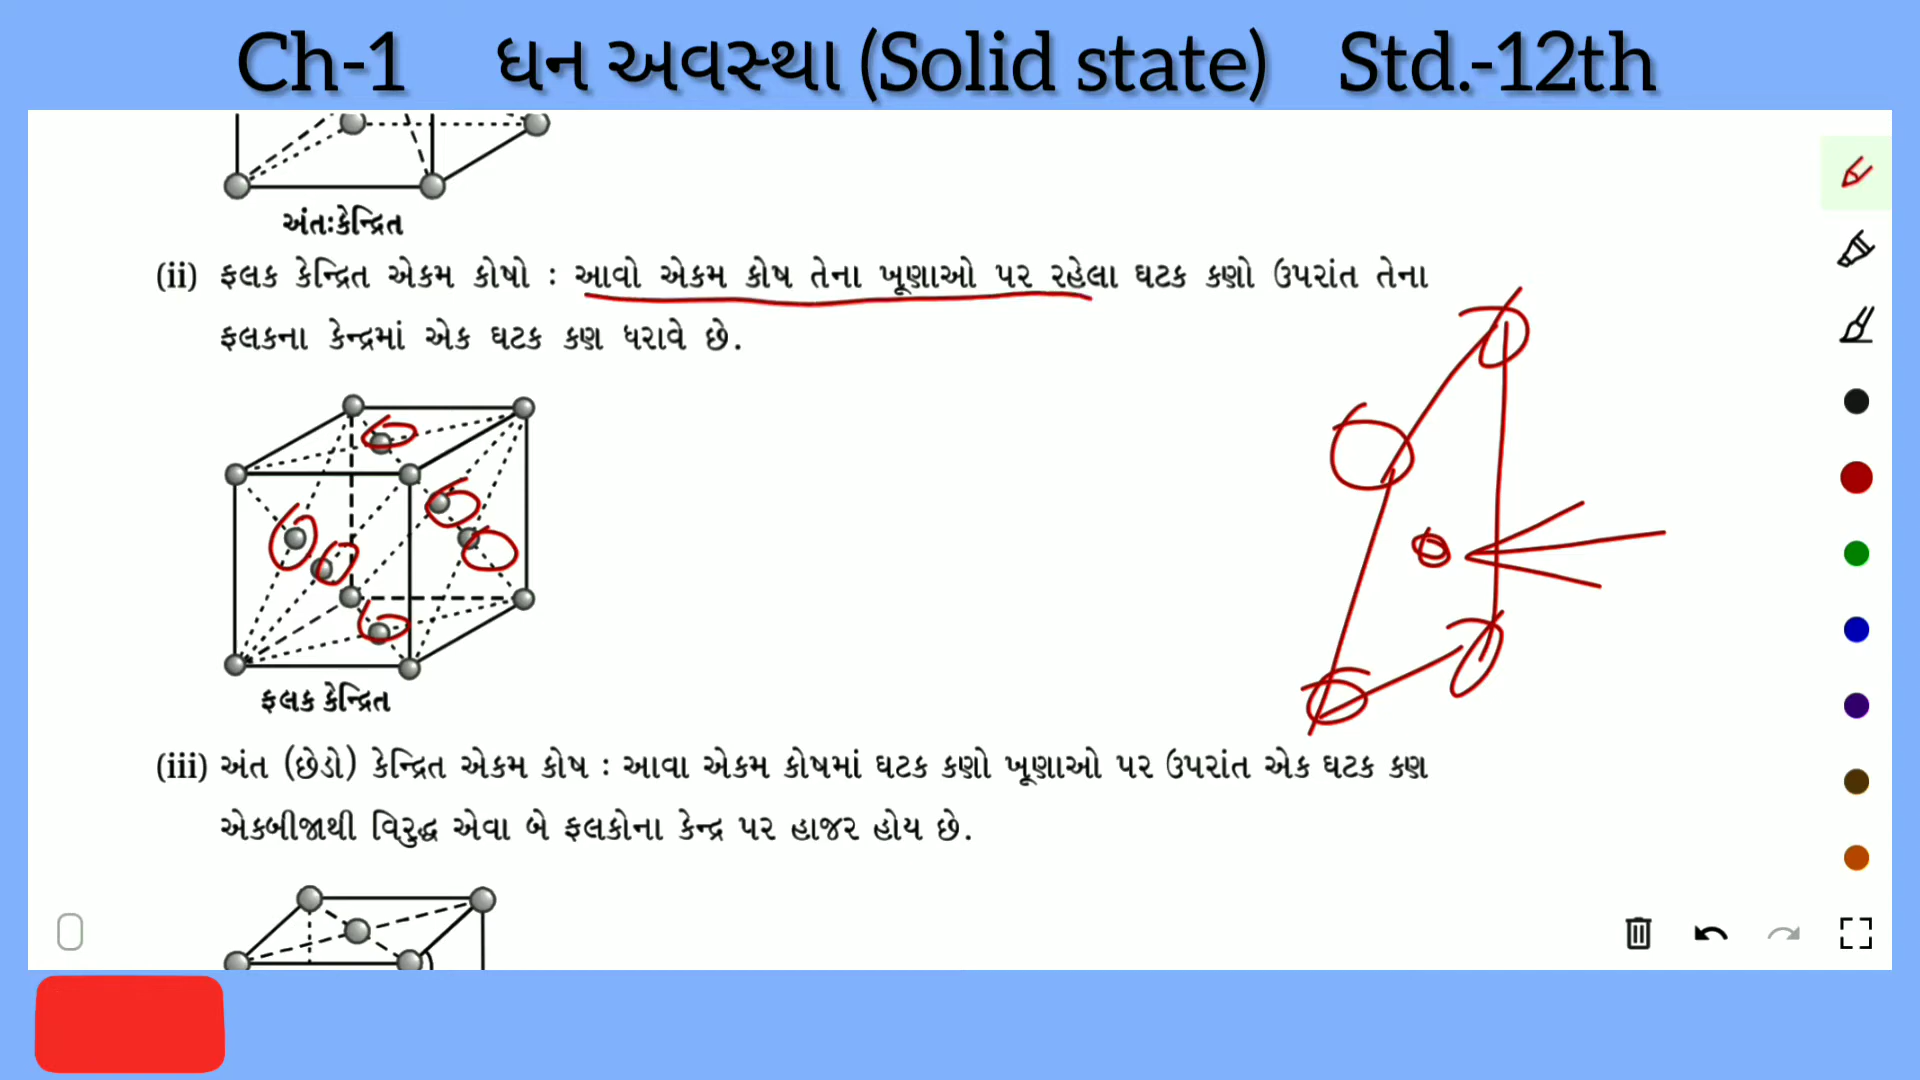 Ch-1 ઘન અવસ્થા (Solid state) Std.-12th
અંતઃકેન્દ્રિત
(ii) ફલક કેન્દ્રિત એકમ કોષો : આવો એકમ કોષ તેના ખૂણાઓ પર રહેલા ઘટક કણો ઉપરાંત તેના
ફલકના કેન્દ્રમાં એક ઘટક કણ ધરાવે છે.
ફલક કેન્દ્રિત
(iii) અંત (છેડો) કેન્દ્રિત એકમ કોષ : આવા એકમ કોષમાં ઘટક કણો ખૂણાઓ પર ઉપરાંત એક ઘટક કણ
એકબીજાથી વિરુદ્ધ એવા બે ફલકોના કેન્દ્ર પર હાજર હોય છે.